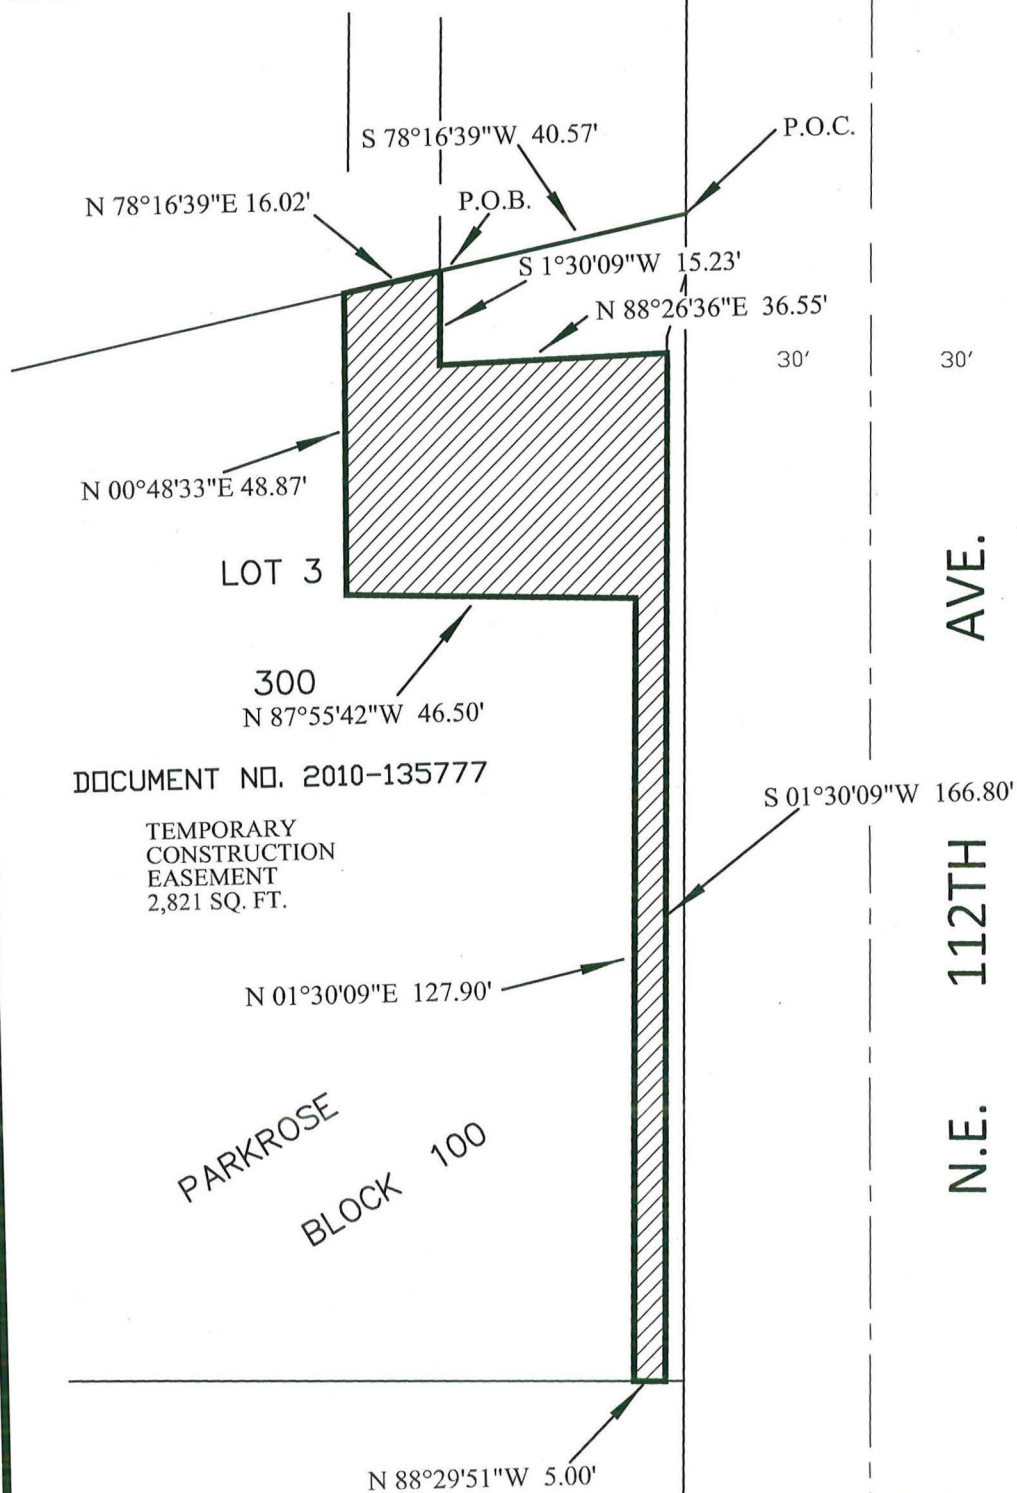 S 78°16'39"W 40.57'
P.O.C.
N 78°16'39"E 16.02'
P.O.B.
S 1°30'09"W 15.23'
N 88°26'36"E 36.55'
30' 30'
N 00°48'33"E 48.87'
LOT 3
300
N 87°55'42"W 46.50'
DOCUMENT NO. 2010-135777
TEMPORARY
CONSTRUCTION
EASEMENT
2,821 SQ. FT.
S 01°30'09"W 166.80'
N 01°30'09"E 127.90'
PARKROSE
BLOCK 100
N.E. 112TH AVE.
N 88°29'51"W 5.00'